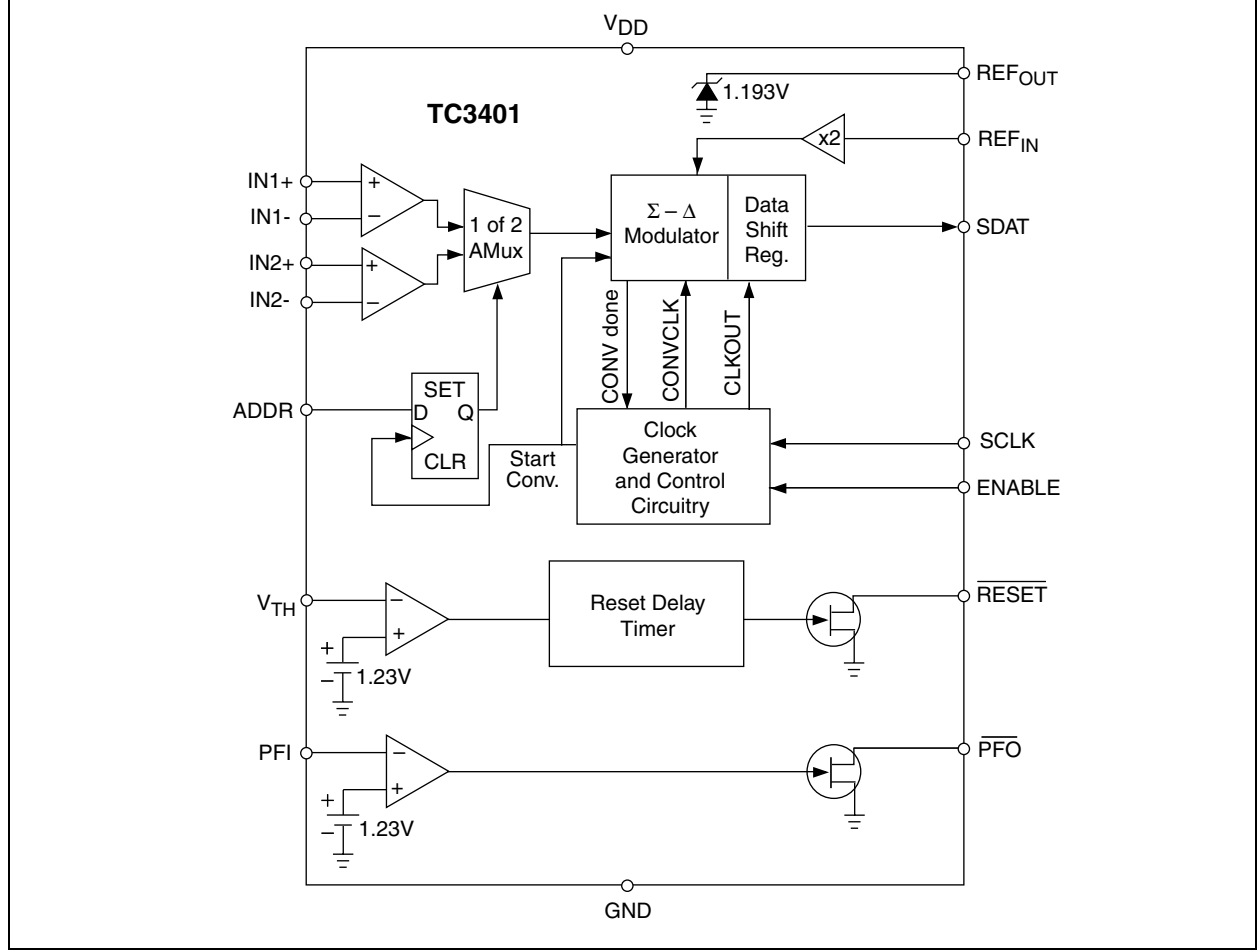 VDD
REFOUT
1.193V
TC3401
x2
REFIN
IN1+
+
IN1-
−
1 of 2
AMux
Σ – Δ
Modulator
Data
Shift
Reg.
SDAT
IN2+
+
IN2-
−
CONV done
CONVCLK
CLKOUT
SET
ADDR
D Q
CLR
Start
Conv.
Clock
Generator
and Control
Circuitry
SCLK
ENABLE
VTH
−
+
+
−
1.23V
Reset Delay
Timer
RESET
PFI
−
+
+
−
1.23V
PFO
GND